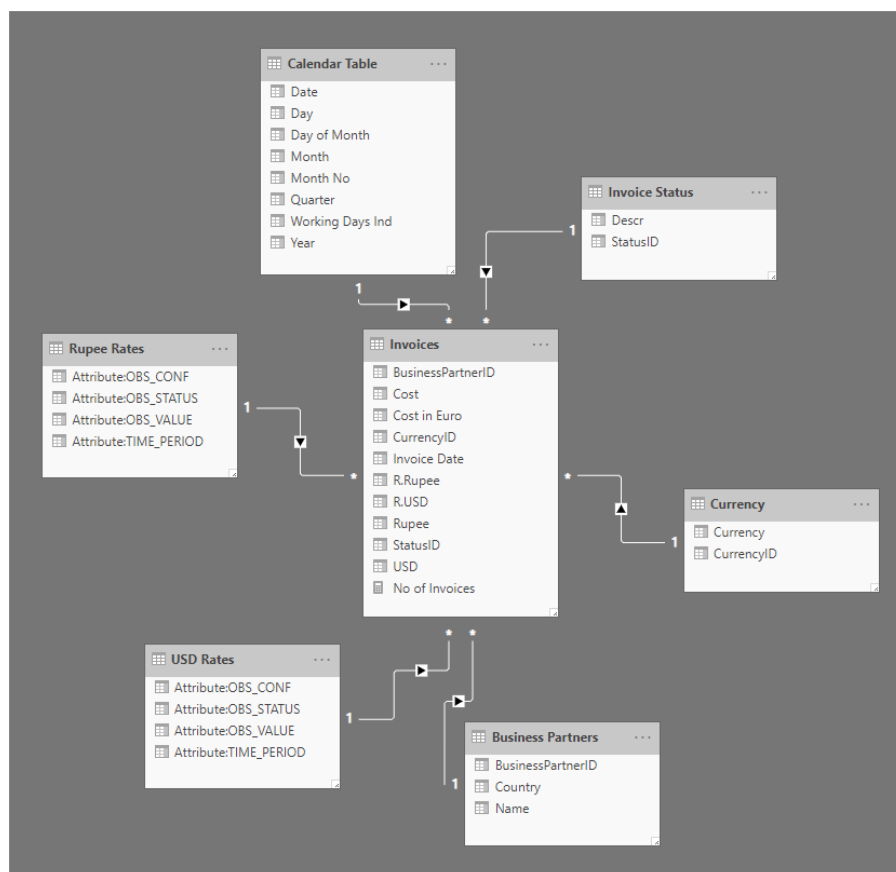 Calendar Table
Date
Day
Day of Month
Month
Month No
Quarter
Working Days Ind
Year
1
*
Invoice Status
Descr
StatusID
1
*
Rupee Rates
Attribute:OBS_CONF
Attribute:OBS_STATUS
Attribute:OBS_VALUE
Attribute:TIME_PERIOD
1
*
Invoices
BusinessPartnerID
Cost
Cost in Euro
CurrencyID
Invoice Date
R.Rupee
R.USD
Rupee
StatusID
USD
No of Invoices
*
Currency
Currency
CurrencyID
1
*
*
USD Rates
Attribute:OBS_CONF
Attribute:OBS_STATUS
Attribute:OBS_VALUE
Attribute:TIME_PERIOD
1
Business Partners
BusinessPartnerID
Country
Name
1